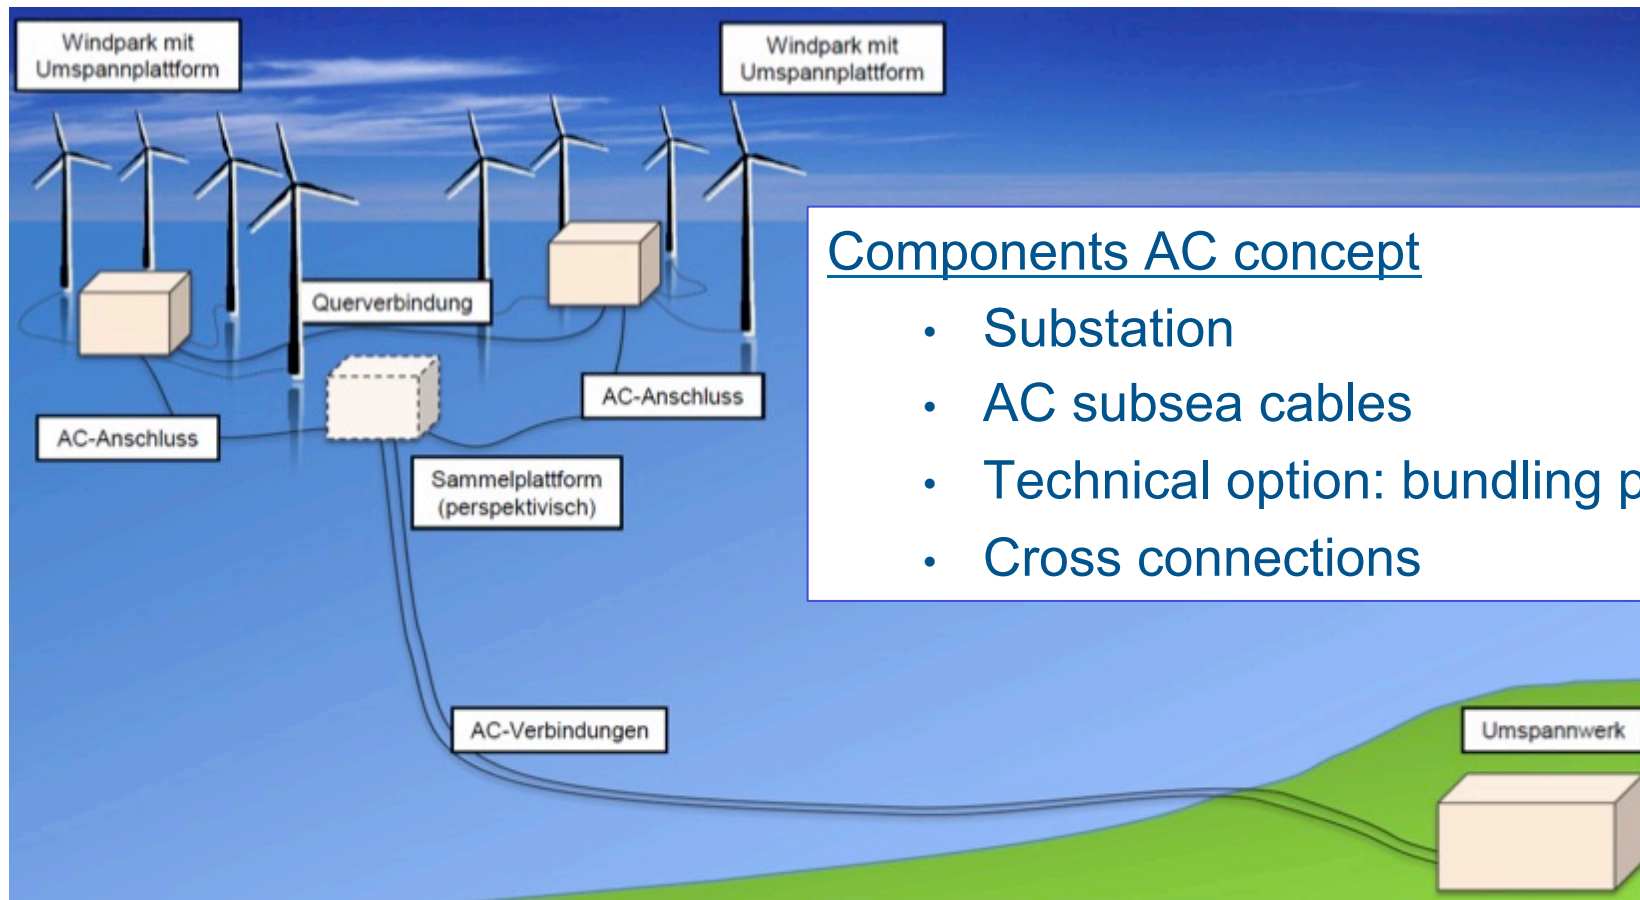 Windpark mit
Umspannplattform
Windpark mit
Umspannplattform
Components AC concept
• Substation
Querverbindung
AC-Anschluss
• AC subsea cables
AC-Anschluss
Sammelplattform
(perspektivisch)
• Technical option: bundling
• Cross connections
AC-Verbindungen
Umspannwerk